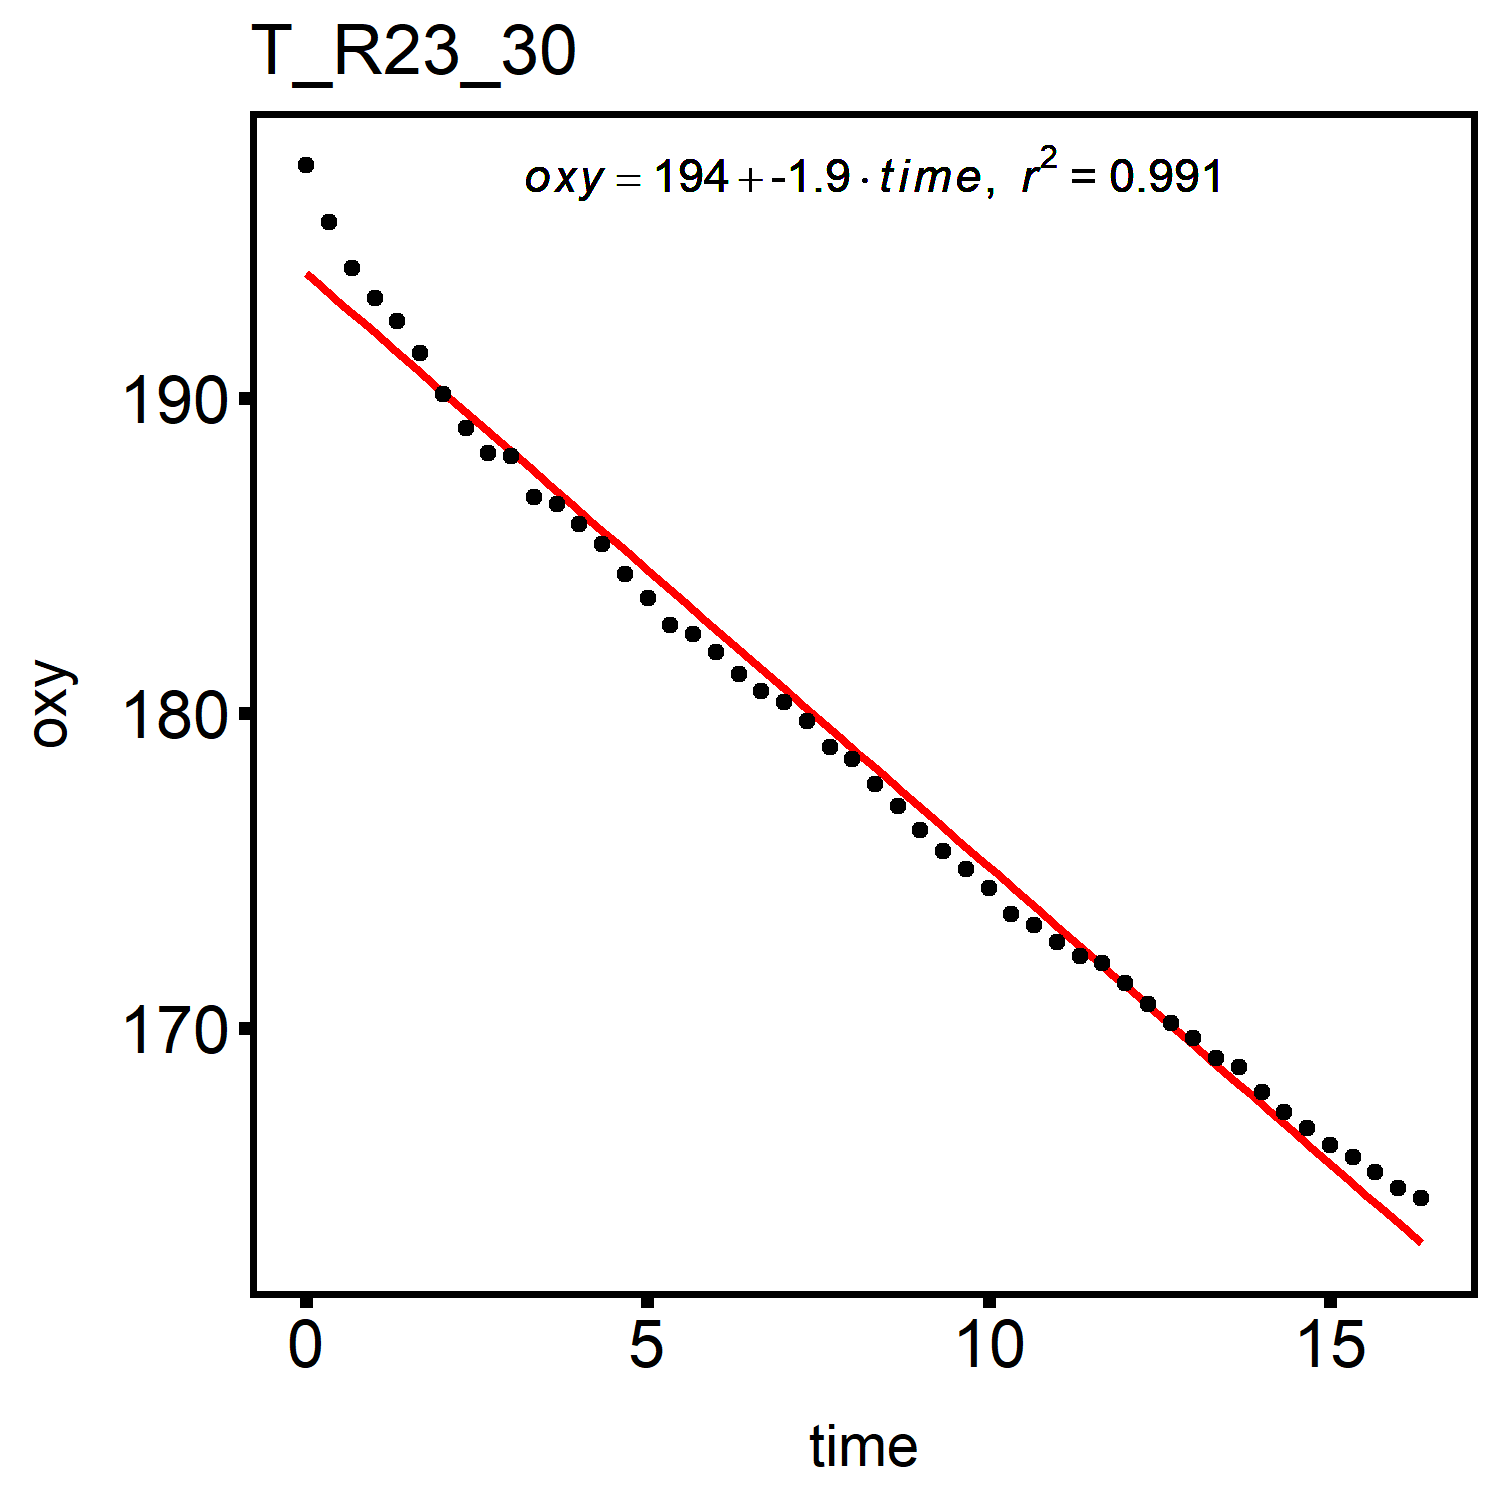 T_R23_30
oxy = 194 + -1.9 · time, r² = 0.991
190
180
170
oxy
0 5 10 15
time